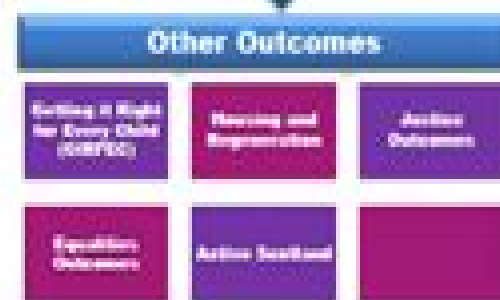 Other Outcomes
Getting it Right
for Every Child
(GIRFEC)
Housing and
Regeneration
Justice
Outcomes
Equalities
Outcomes
Active Scotland